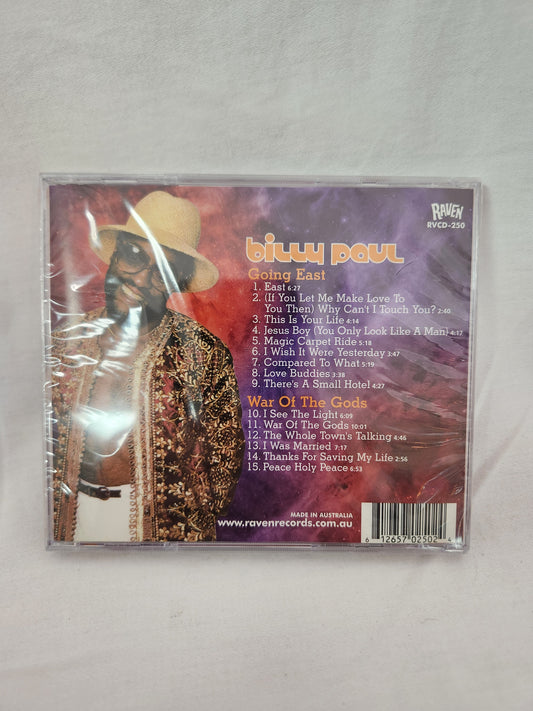 RAVEN
RVCD-250
billy paul
Going East
1. East 6:27
2. (If You Let Me Make Love To
You Then) Why Can't I Touch You? 2:40
3. This Is Your Life 4:14
4. Jesus Boy (You Only Look Like A Man) 4:17
5. Magic Carpet Ride 5:18
6. I Wish It Were Yesterday 3:47
7. Compared To What 5:19
8. Love Buddies 3:38
9. There's A Small Hotel 4:27
War Of The Gods
10. I See The Light 6:09
11. War Of The Gods 10:01
12. The Whole Town's Talking 4:46
13. I Was Married 7:17
14. Thanks For Saving My Life 2:56
15. Peace Holy Peace 6:53
MADE IN AUSTRALIA
www.ravenrecords.com.au
6 12657 02502 4